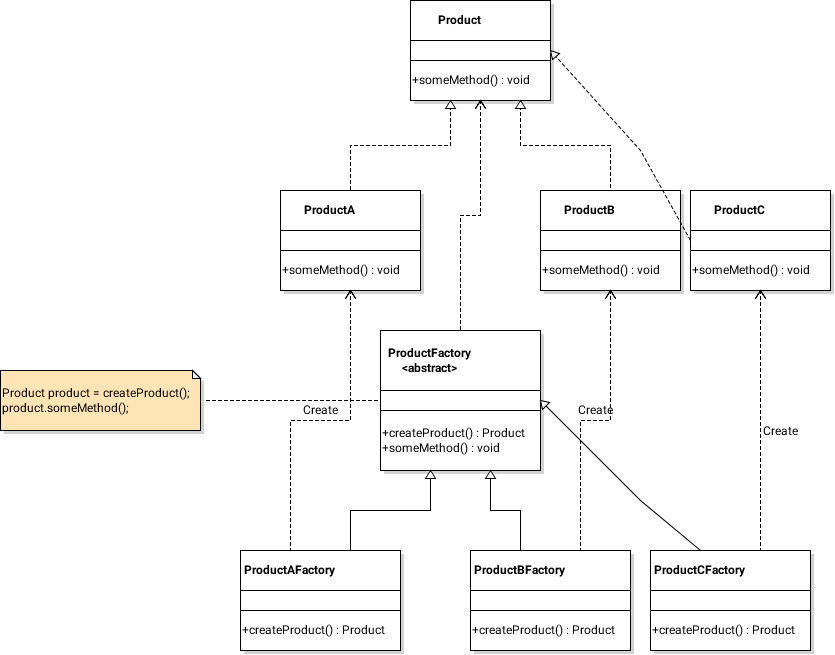 Product
+someMethod() : void
ProductA
+someMethod() : void
ProductB
+someMethod() : void
ProductC
+someMethod() : void
ProductFactory
<abstract>
+createProduct() : Product
+someMethod() : void
Product product = createProduct();
product.someMethod();
Create
Create
Create
ProductAFactory
+createProduct() : Product
ProductBFactory
+createProduct() : Product
ProductCFactory
+createProduct() : Product